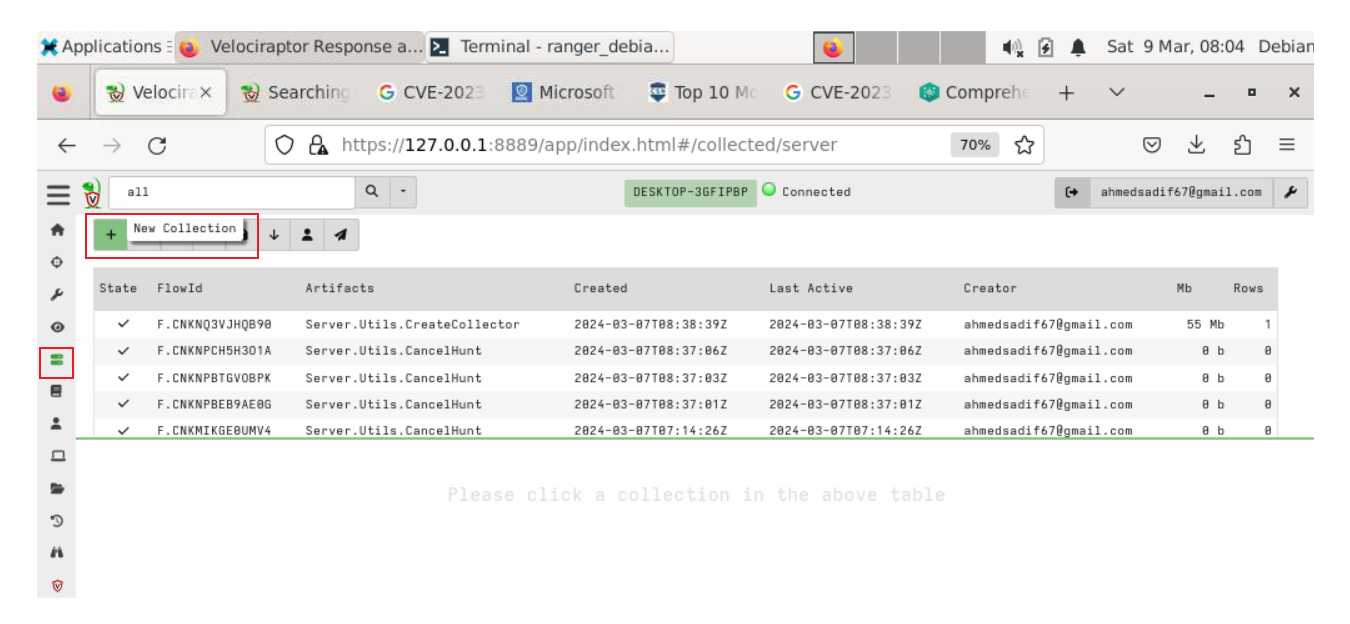 Applications Velociraptor Response a... Terminal - ranger_debia... Sat 9 Mar, 08:04 Debian
Velocira Searching CVE-2023 Microsoft Top 10 Mo CVE-2023 Comprehe
https://127.0.0.1:8889/app/index.html#/collected/server 70%
all DESKTOP-3GFIPBP Connected ahmedsadif67@gmail.com
New Collection
State FlowId Artifacts Created Last Active Creator Mb Rows
F.CNKNQ3VJHQB90 Server.Utils.CreateCollector 2024-03-07T08:38:39Z 2024-03-07T08:38:39Z ahmedsadif67@gmail.com 55 Mb 1
F.CNKNPCH5H3O1A Server.Utils.CancelHunt 2024-03-07T08:37:06Z 2024-03-07T08:37:06Z ahmedsadif67@gmail.com 0 b 0
F.CNKNPBTGVOBPK Server.Utils.CancelHunt 2024-03-07T08:37:03Z 2024-03-07T08:37:03Z ahmedsadif67@gmail.com 0 b 0
F.CNKNPBEB9AE0G Server.Utils.CancelHunt 2024-03-07T08:37:01Z 2024-03-07T08:37:01Z ahmedsadif67@gmail.com 0 b 0
F.CNKMIKGE0UMV4 Server.Utils.CancelHunt 2024-03-07T07:14:26Z 2024-03-07T07:14:26Z ahmedsadif67@gmail.com 0 b 0
Please click a collection in the above table